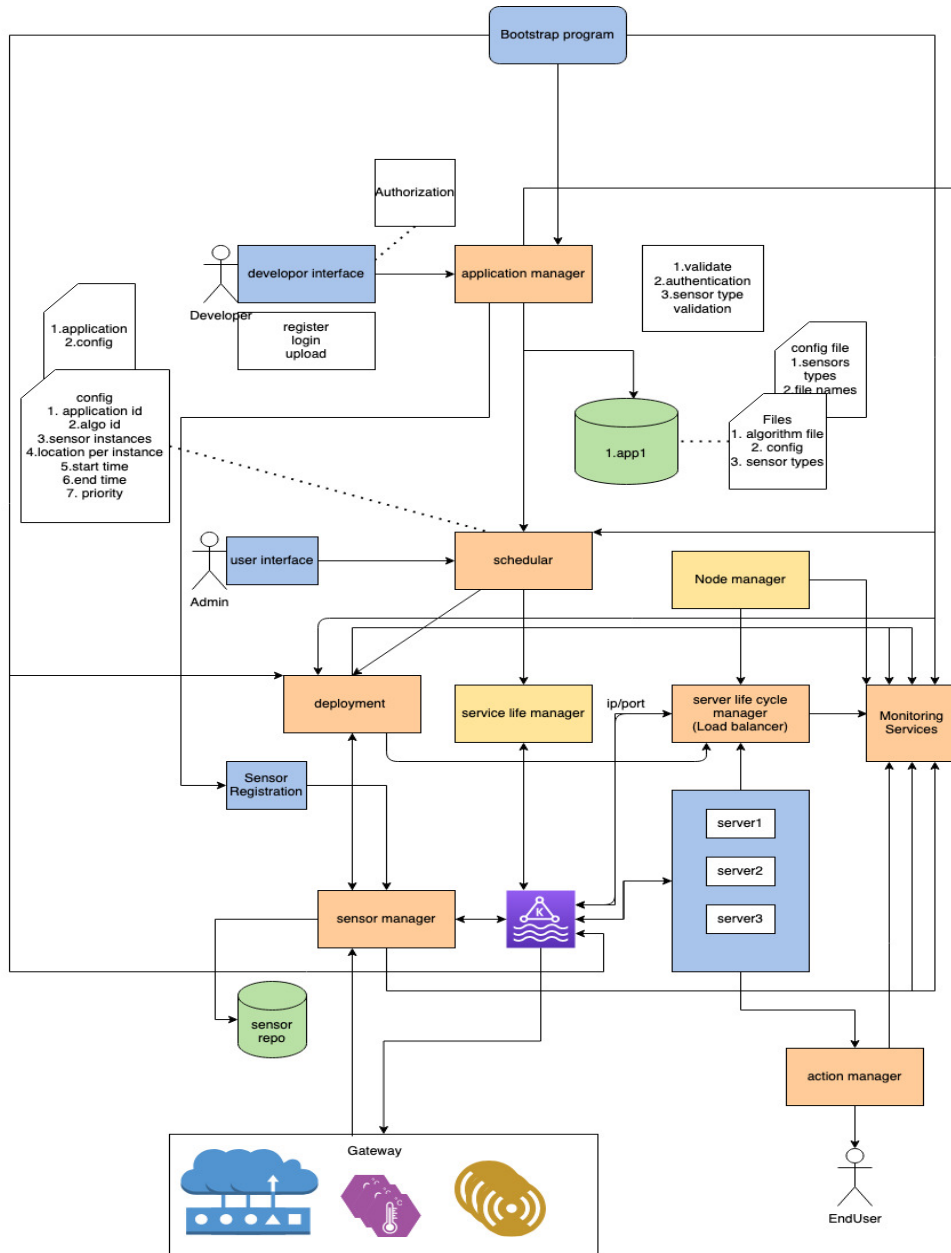 Bootstrap program
Authorization
developor interface
application manager
1.validate
2.authentication
3.sensor type
validation
Developer
register
login
upload
1.application
2.config
config file
1.sensors
types
2.file names
config
1. application id
2.algo id
3.sensor instances
4.location per instance
5.start time
6.end time
7. priority
Files
1. algorithm file
2. config
3. sensor types
1.app1
user interface
schedular
Admin
Node manager
deployment
service life manager
ip/port
server life cycle
manager
(Load balancer)
Monitoring
Services
Sensor
Registration
server1
server2
server3
sensor manager
K
sensor
repo
action manager
Gateway
°C
°C
°C
EndUser